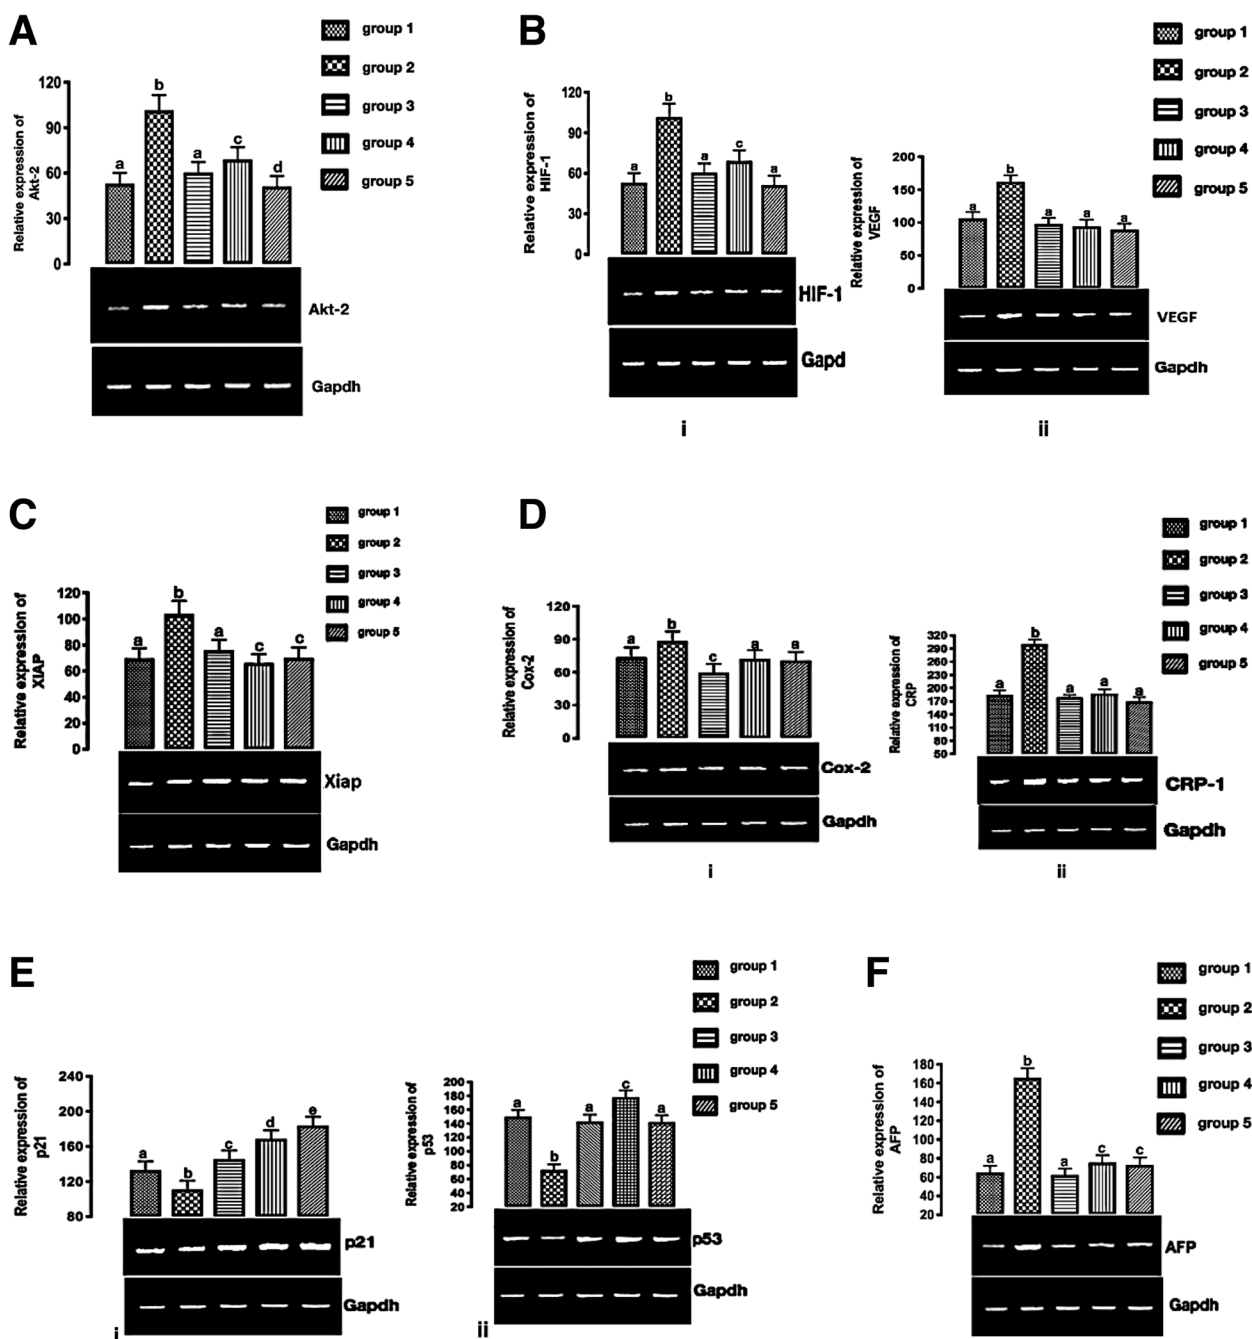 A
group 1
group 2
group 3
group 4
group 5
Relative expression of
Akt-2
120
90
60
30
0
a
b
a
c
d
Akt-2
Gapdh
B
group 1
group 2
group 3
group 4
group 5
Relative expression of
HIF-1
120
90
60
30
0
a
b
a
c
a
HIF-1
Gapd
i
Relative expression of
VEGF
200
150
100
50
0
a
b
a
a
a
VEGF
Gapdh
ii
C
group 1
group 2
group 3
group 4
group 5
Relative expression of
XIAP
120
100
80
60
40
20
0
a
b
a
c
c
Xiap
Gapdh
D
Relative expression of
Cox-2
120
90
60
30
0
a
b
c
a
a
Cox-2
Gapdh
i
group 1
group 2
group 3
group 4
group 5
Relative expression of
CRP
320
290
260
230
200
170
140
110
80
50
a
b
a
a
a
CRP-1
Gapdh
ii
E
Relative expression of
p21
240
200
160
120
80
a
b
c
d
e
p21
Gapdh
i
group 1
group 2
group 3
group 4
group 5
Relative expression of
p53
200
180
160
140
120
100
80
60
40
20
a
b
a
c
a
p53
Gapdh
ii
F
group 1
group 2
group 3
group 4
group 5
Relative expression of
AFP
180
160
140
120
100
80
60
40
20
a
b
a
c
c
AFP
Gapdh